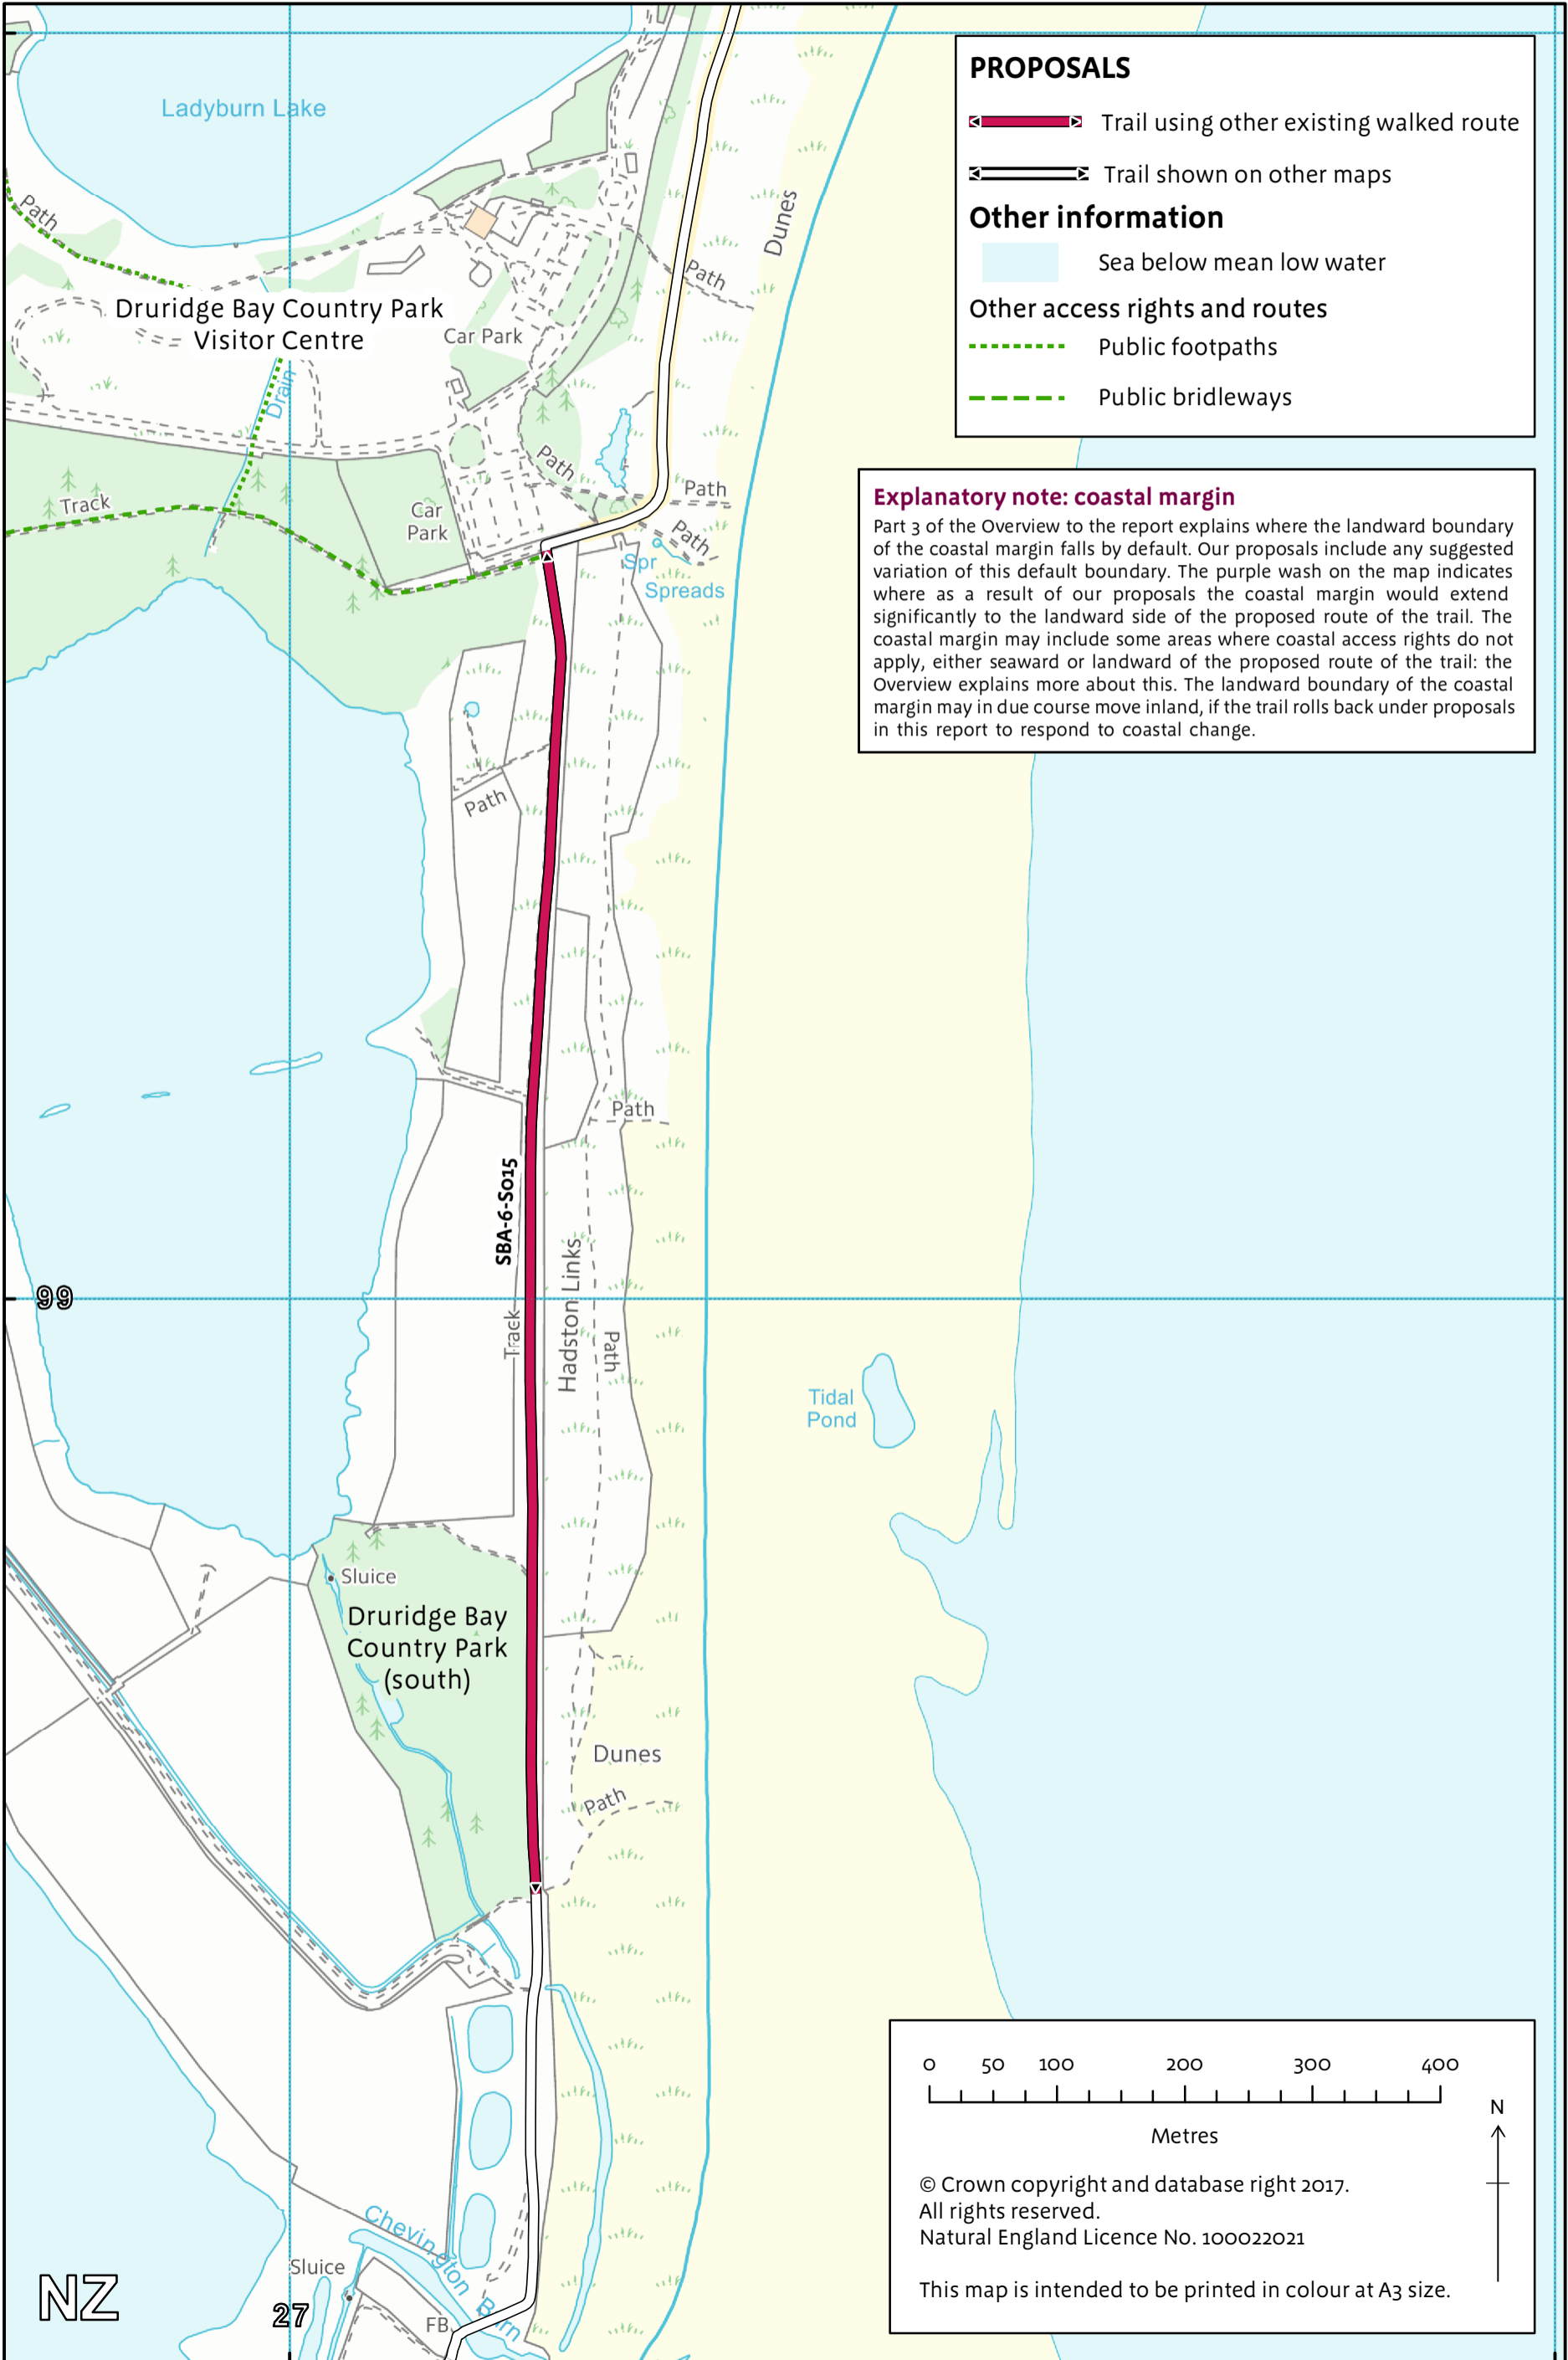 PROPOSALS
Trail using other existing walked route
Trail shown on other maps
Other information
Sea below mean low water
Other access rights and routes
Public footpaths
Public bridleways
Explanatory note: coastal margin
Part 3 of the Overview to the report explains where the landward boundary
of the coastal margin falls by default. Our proposals include any suggested
variation of this default boundary. The purple wash on the map indicates
where as a result of our proposals the coastal margin would extend
significantly to the landward side of the proposed route of the trail. The
coastal margin may include some areas where coastal access rights do not
apply, either seaward or landward of the proposed route of the trail: the
Overview explains more about this. The landward boundary of the coastal
margin may in due course move inland, if the trail rolls back under proposals
in this report to respond to coastal change.
Ladyburn Lake
Path
Dunes
Path
Druridge Bay Country Park
Visitor Centre
Car Park
Drain
Path
Path
Track
Car
Park
Path
Spr
Spreads
Path
Path
SBA-6-S015
Hadston Links
99
Track
Path
Tidal
Pond
Sluice
Druridge Bay
Country Park
(south)
Dunes
Path
Chevington Burn
Sluice
FB
NZ
27
0 50 100 200 300 400
Metres
N
© Crown copyright and database right 2017.
All rights reserved.
Natural England Licence No. 100022021
This map is intended to be printed in colour at A3 size.